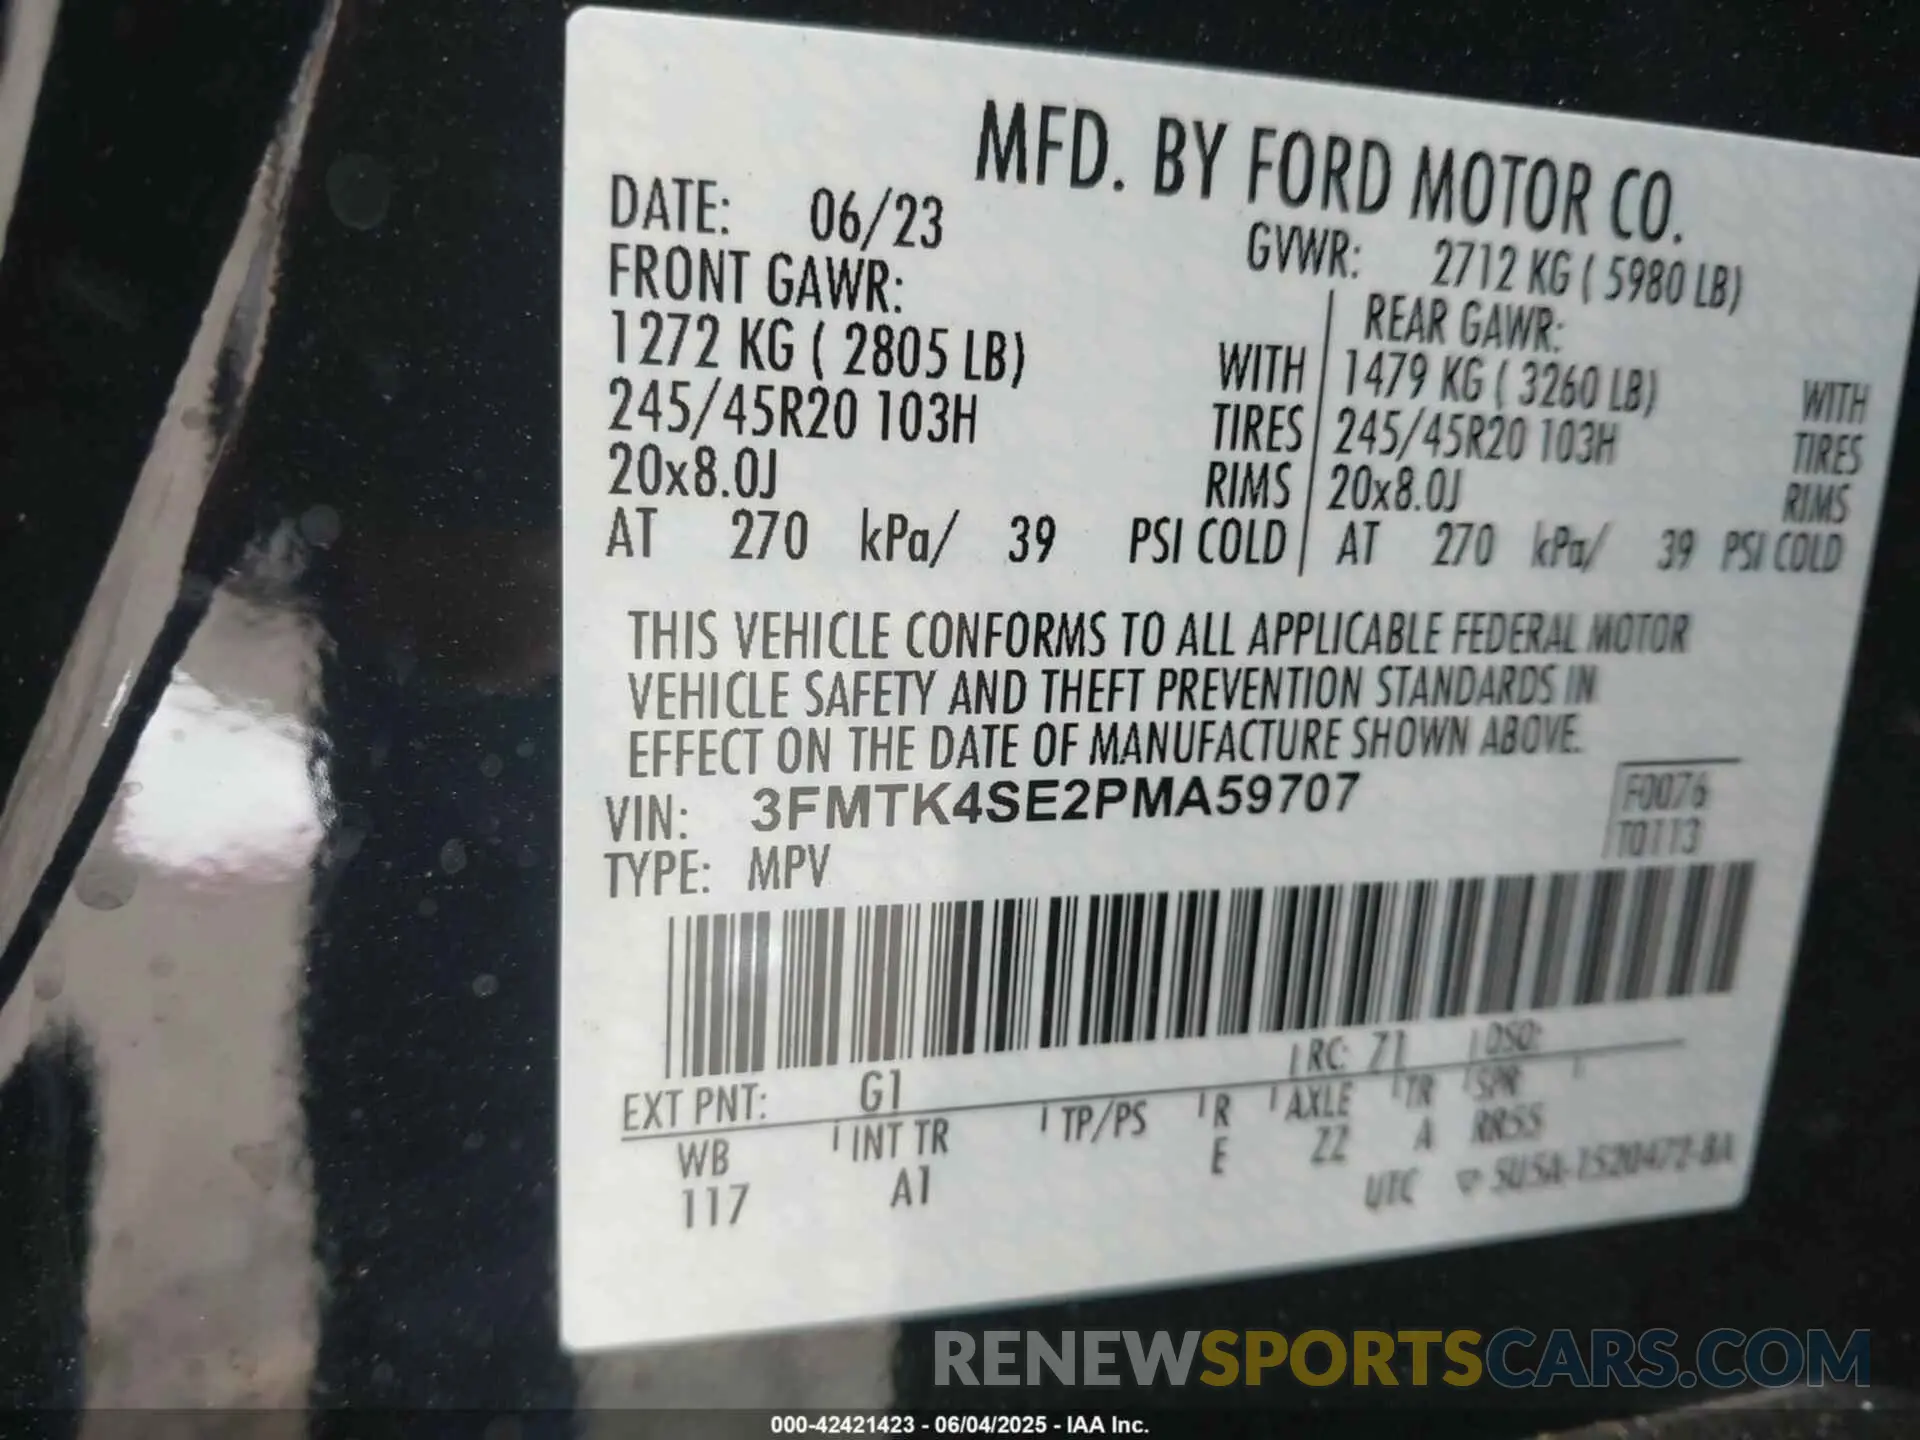 MFD. BY FORD MOTOR CO.
DATE: 06/23 GVWR: 2712 KG ( 5980 LB)
FRONT GAWR: REAR GAWR:
1272 KG ( 2805 LB) WITH 1479 KG ( 3260 LB) WITH
245/45R20 103H TIRES 245/45R20 103H TIRES
20x8.0J RIMS 20x8.0J RIMS
AT 270 kPa/ 39 PSI COLD AT 270 kPa/ 39 PSI COLD
THIS VEHICLE CONFORMS TO ALL APPLICABLE FEDERAL MOTOR
VEHICLE SAFETY AND THEFT PREVENTION STANDARDS IN
EFFECT ON THE DATE OF MANUFACTURE SHOWN ABOVE.
VIN: 3FMTK4SE2PMA59707 F0076
TYPE: MPV T0113
EXT PNT: G1 RC: 71 DSO:
WB INT TR TP/PS R AXLE TR SPR
117 A1 E Z2 A RR55
UTC
RENEWSPORTSCARS.COM
000-42421423 - 06/04/2025 - IAA Inc.